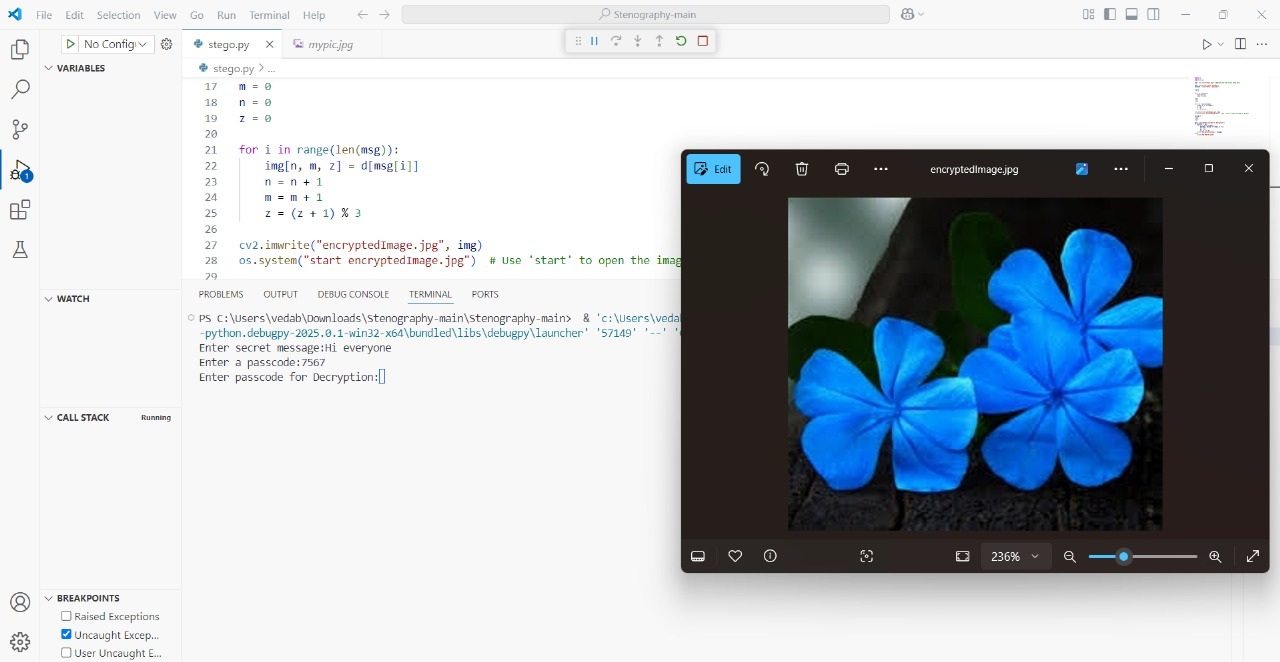 File Edit Selection View Go Run Terminal Help
Stenography-main
No Config
stego.py
mypic.jpg
stego.py > ...
VARIABLES
17 m = 0
18 n = 0
19 z = 0
20
21 for i in range(len(msg)):
22 img[n, m, z] = d[msg[i]]
23 n = n + 1
24 m = m + 1
25 z = (z + 1) % 3
26
27 cv2.imwrite("encryptedImage.jpg", img)
28 os.system("start encryptedImage.jpg") # Use 'start' to open the imag
29
WATCH
PROBLEMS OUTPUT DEBUG CONSOLE TERMINAL PORTS
PS C:\Users\vedab\Downloads\Stenography-main\Stenography-main> & 'c:\Users\vedab
-python.debugpy-2025.0.1-win32-x64\bundled\libs\debugpy\launcher' '57149' '--'
Enter secret message:Hi everyone
Enter a passcode:7567
Enter passcode for Decryption:
CALL STACK
Running
BREAKPOINTS
Raised Exceptions
Uncaught Excep...
User Uncaught E...
1
Edit
encryptedImage.jpg
236%